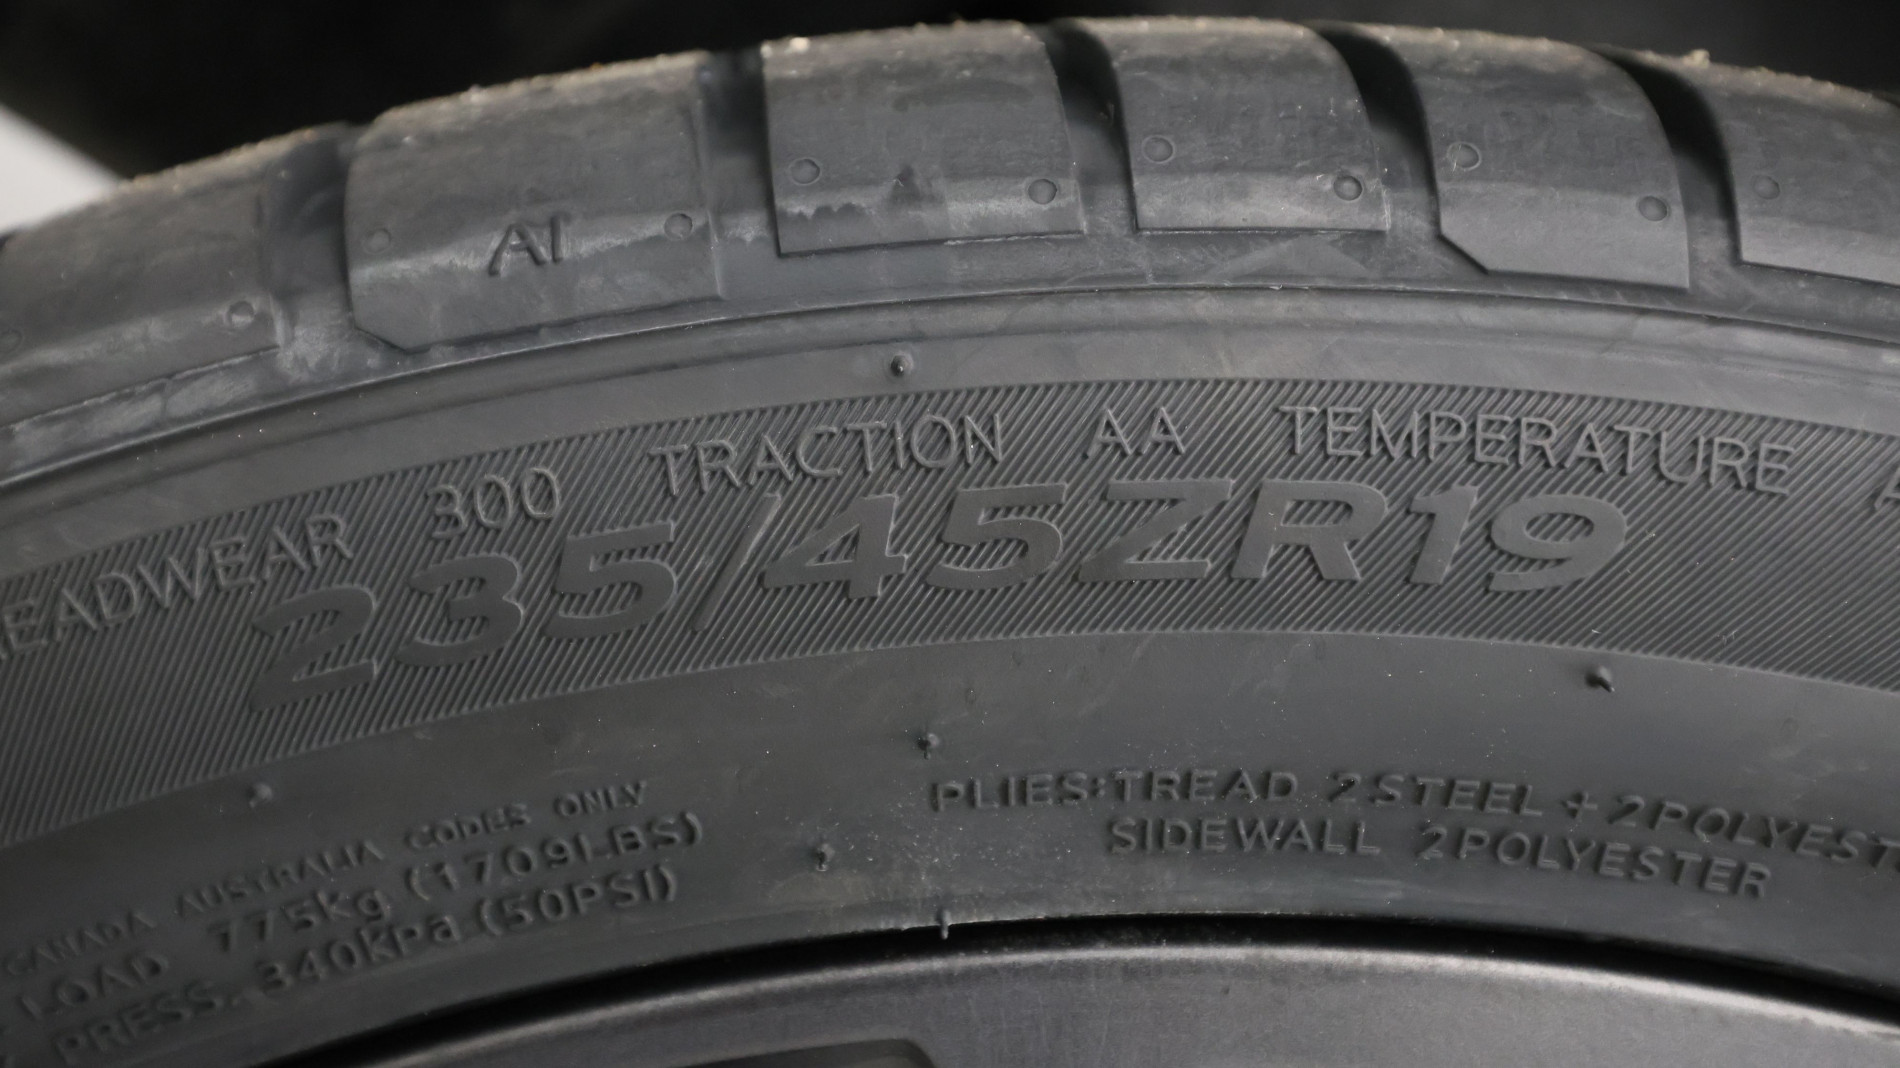 AI
READWEAR 300 TRACTION AA TEMPERATURE A
235/45ZR19
CANADA AUSTRALIA CODES ONLY
LOAD 775kg (1709LBS)
PRESS. 340kPa (50PSI)
PLIES:TREAD 2STEEL + 2POLYEST
SIDEWALL 2POLYESTER